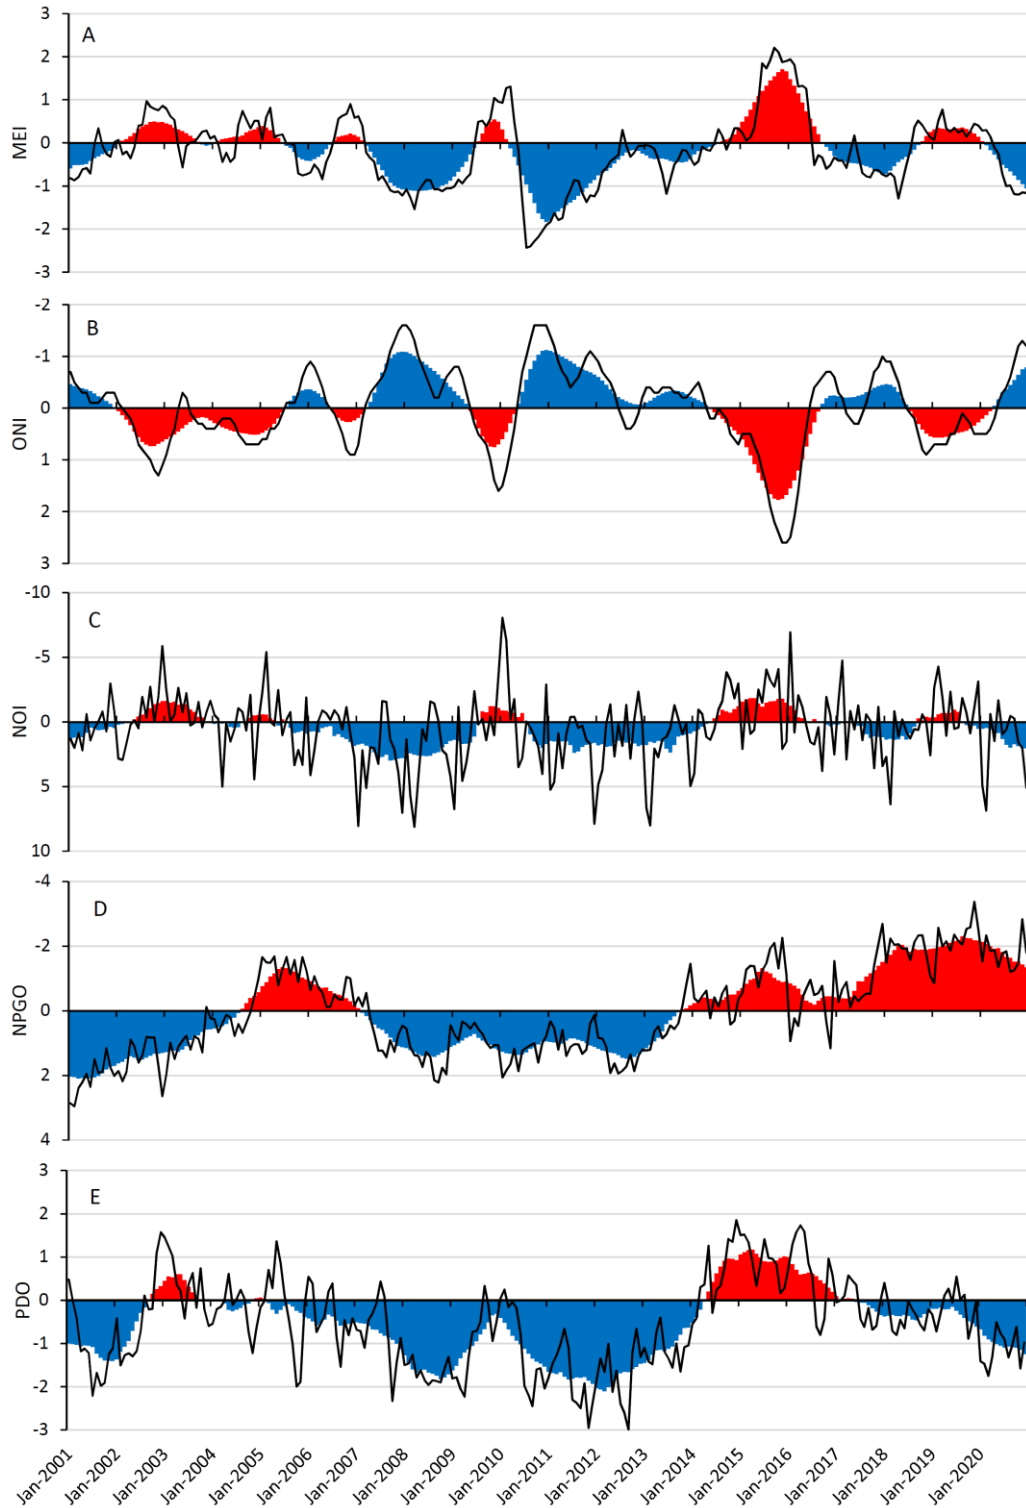 A
MEI
3
2
1
0
-1
-2
-3
B
ONI
-2
-1
0
1
2
3
C
NOI
-10
-5
0
5
10
D
NPGO
-4
-2
0
2
4
E
PDO
3
2
1
0
-1
-2
-3
Jan-2001
Jan-2002
Jan-2003
Jan-2004
Jan-2005
Jan-2006
Jan-2007
Jan-2008
Jan-2009
Jan-2010
Jan-2011
Jan-2012
Jan-2013
Jan-2014
Jan-2015
Jan-2016
Jan-2017
Jan-2018
Jan-2019
Jan-2020